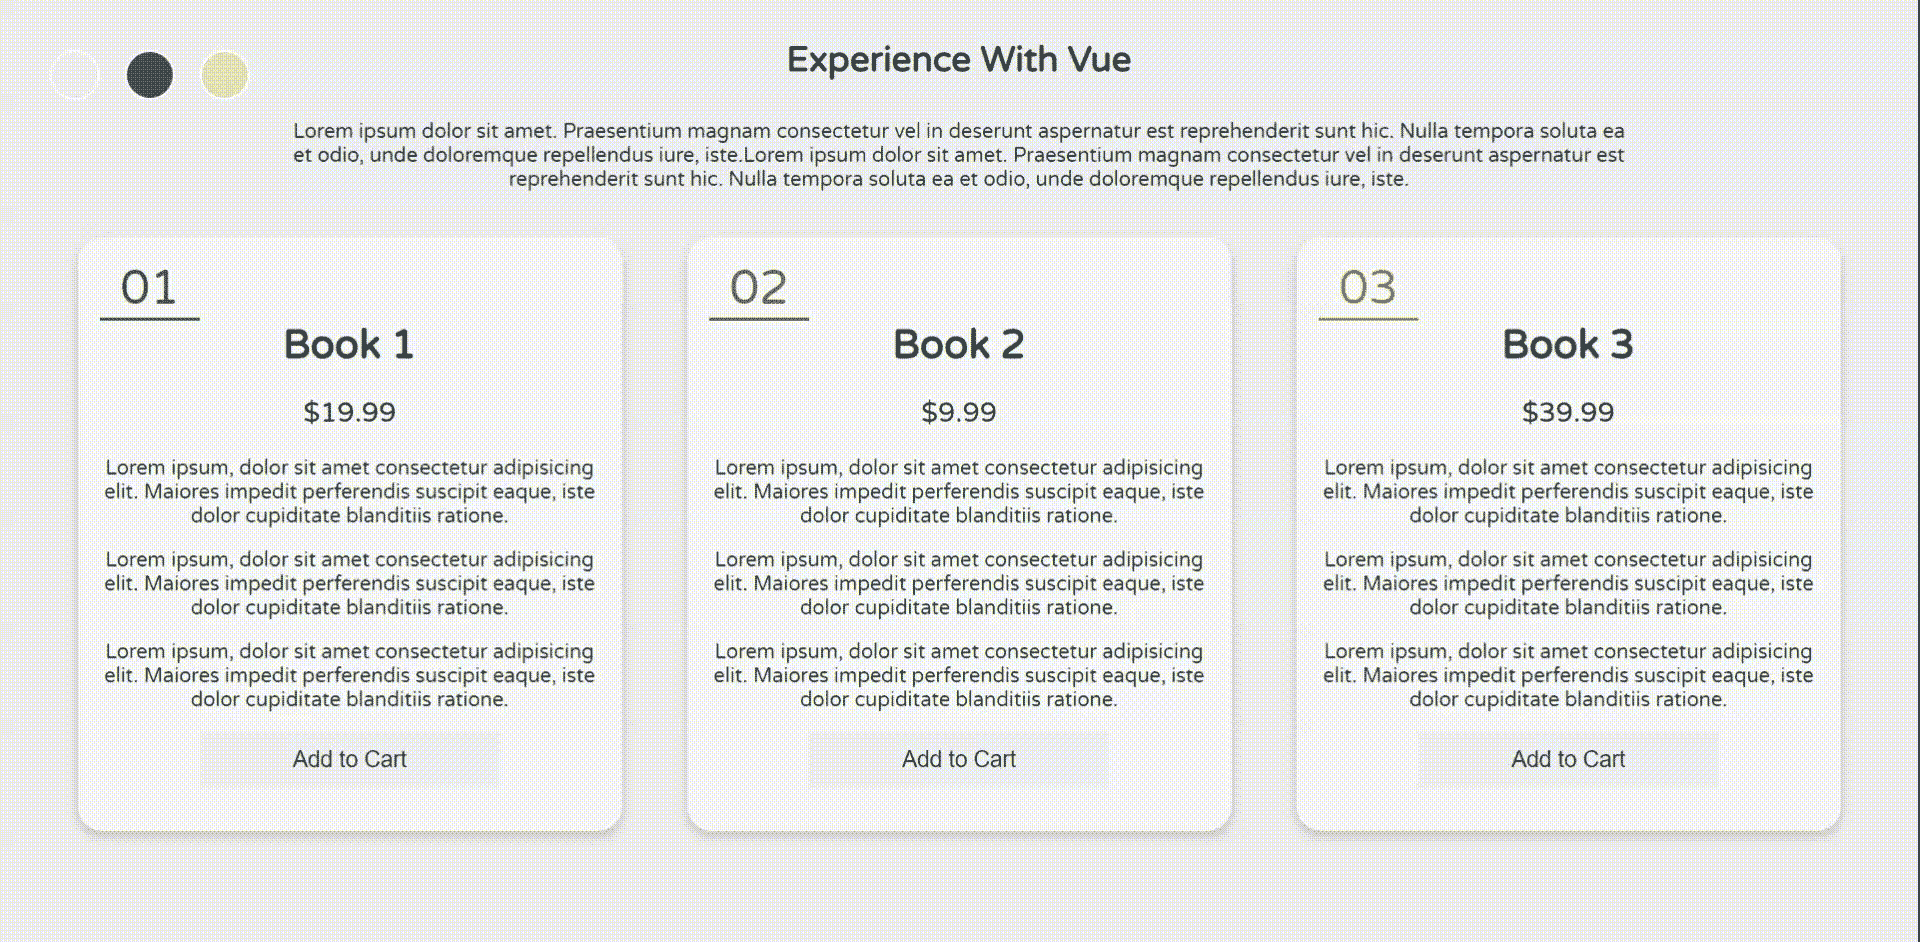 Experience With Vue
Lorem ipsum dolor sit amet. Praesentium magnam consectetur vel in deserunt aspernatur est reprehenderit sunt hic. Nulla tempora soluta ea
et odio, unde doloremque repellendus iure, iste.Lorem ipsum dolor sit amet. Praesentium magnam consectetur vel in deserunt aspernatur est
reprehenderit sunt hic. Nulla tempora soluta ea et odio, unde doloremque repellendus iure, iste.
01
Book 1
$19.99
Lorem ipsum, dolor sit amet consectetur adipisicing
elit. Maiores impedit perferendis suscipit eaque, iste
dolor cupiditate blanditiis ratione.
Lorem ipsum, dolor sit amet consectetur adipisicing
elit. Maiores impedit perferendis suscipit eaque, iste
dolor cupiditate blanditiis ratione.
Lorem ipsum, dolor sit amet consectetur adipisicing
elit. Maiores impedit perferendis suscipit eaque, iste
dolor cupiditate blanditiis ratione.
Add to Cart
02
Book 2
$9.99
Lorem ipsum, dolor sit amet consectetur adipisicing
elit. Maiores impedit perferendis suscipit eaque, iste
dolor cupiditate blanditiis ratione.
Lorem ipsum, dolor sit amet consectetur adipisicing
elit. Maiores impedit perferendis suscipit eaque, iste
dolor cupiditate blanditiis ratione.
Lorem ipsum, dolor sit amet consectetur adipisicing
elit. Maiores impedit perferendis suscipit eaque, iste
dolor cupiditate blanditiis ratione.
Add to Cart
03
Book 3
$39.99
Lorem ipsum, dolor sit amet consectetur adipisicing
elit. Maiores impedit perferendis suscipit eaque, iste
dolor cupiditate blanditiis ratione.
Lorem ipsum, dolor sit amet consectetur adipisicing
elit. Maiores impedit perferendis suscipit eaque, iste
dolor cupiditate blanditiis ratione.
Lorem ipsum, dolor sit amet consectetur adipisicing
elit. Maiores impedit perferendis suscipit eaque, iste
dolor cupiditate blanditiis ratione.
Add to Cart